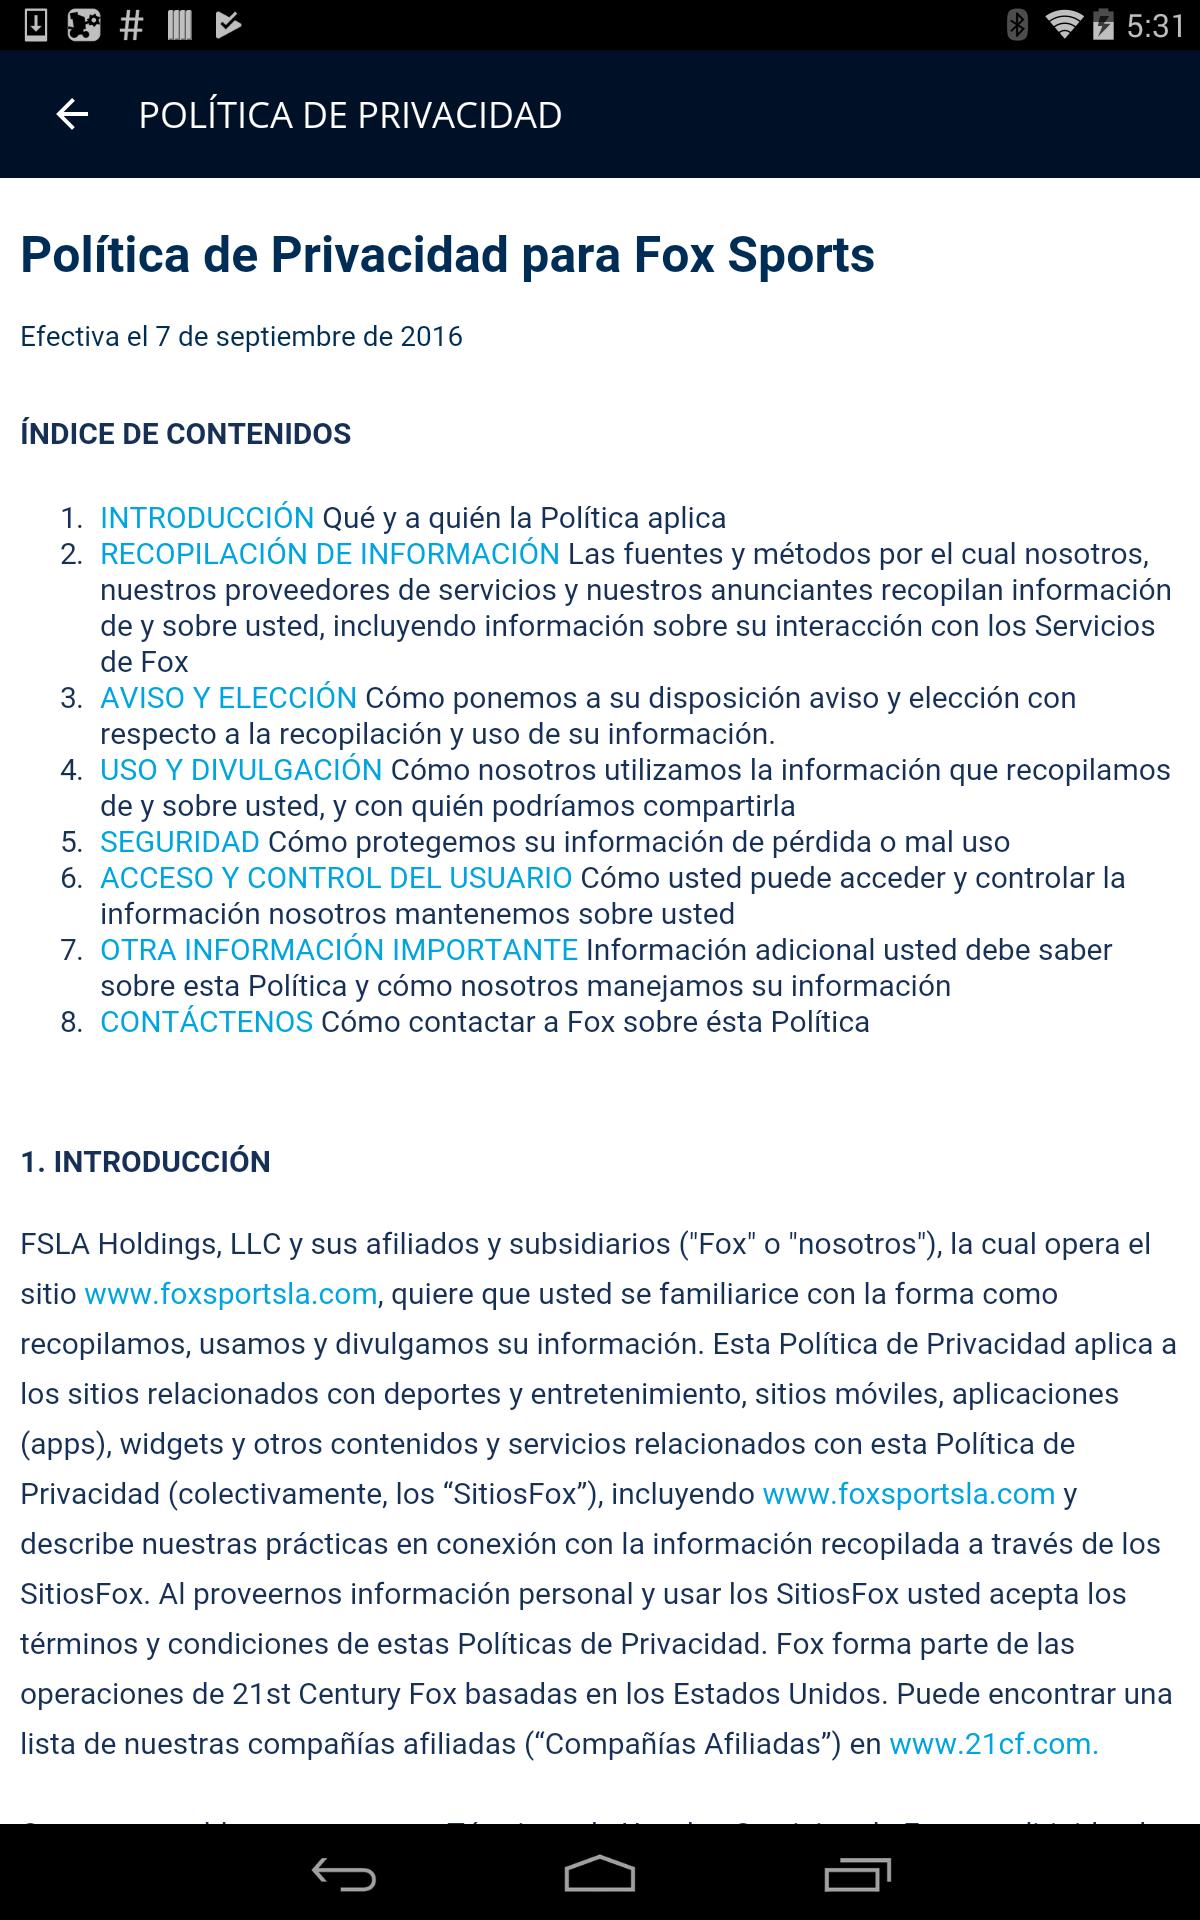 5:31
POLÍTICA DE PRIVACIDAD
Política de Privacidad para Fox Sports
Efectiva el 7 de septiembre de 2016
ÍNDICE DE CONTENIDOS
1. INTRODUCCIÓN Qué y a quién la Política aplica
2. RECOPILACIÓN DE INFORMACIÓN Las fuentes y métodos por el cual nosotros,
nuestros proveedores de servicios y nuestros anunciantes recopilan información
de y sobre usted, incluyendo información sobre su interacción con los Servicios
de Fox
3. AVISO Y ELECCIÓN Cómo ponemos a su disposición aviso y elección con
respecto a la recopilación y uso de su información.
4. USO Y DIVULGACIÓN Cómo nosotros utilizamos la información que recopilamos
de y sobre usted, y con quién podríamos compartirla
5. SEGURIDAD Cómo protegemos su información de pérdida o mal uso
6. ACCESO Y CONTROL DEL USUARIO Cómo usted puede acceder y controlar la
información nosotros mantenemos sobre usted
7. OTRA INFORMACIÓN IMPORTANTE Información adicional usted debe saber
sobre esta Política y cómo nosotros manejamos su información
8. CONTÁCTENOS Cómo contactar a Fox sobre ésta Política
1. INTRODUCCIÓN
FSLA Holdings, LLC y sus afiliados y subsidiarios ("Fox" o "nosotros"), la cual opera el
sitio www.foxsportsla.com, quiere que usted se familiarice con la forma como
recopilamos, usamos y divulgamos su información. Esta Política de Privacidad aplica a
los sitios relacionados con deportes y entretenimiento, sitios móviles, aplicaciones
(apps), widgets y otros contenidos y servicios relacionados con esta Política de
Privacidad (colectivamente, los “SitiosFox”), incluyendo www.foxsportsla.com y
describe nuestras prácticas en conexión con la información recopilada a través de los
SitiosFox. Al proveernos información personal y usar los SitiosFox usted acepta los
términos y condiciones de estas Políticas de Privacidad. Fox forma parte de las
operaciones de 21st Century Fox basadas en los Estados Unidos. Puede encontrar una
lista de nuestras compañías afiliadas (“Compañías Afiliadas”) en www.21cf.com.